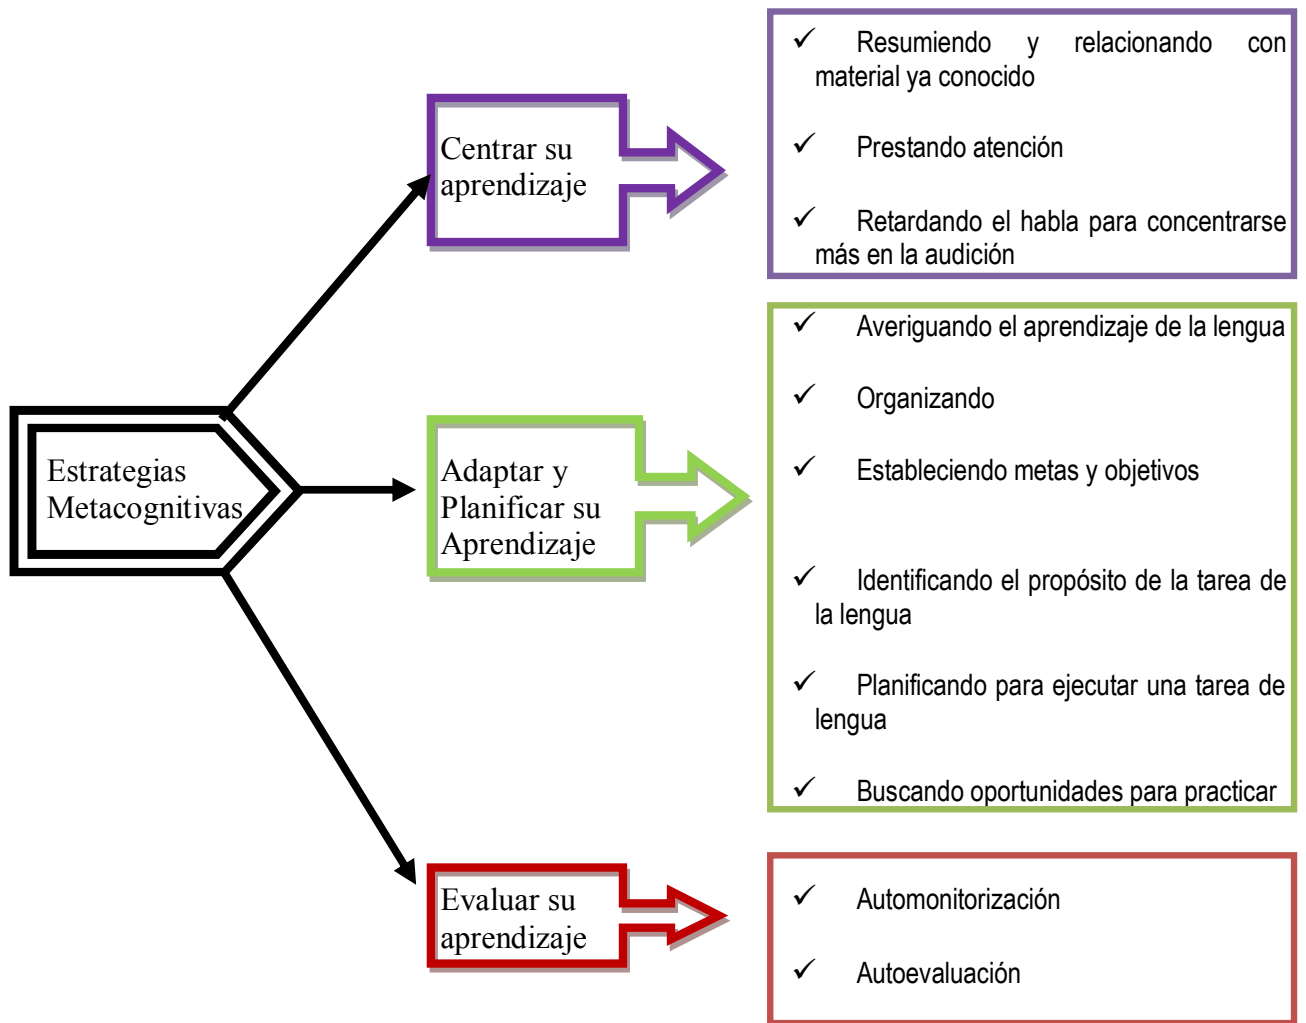 Estrategias
Metacognitivas
Centrar su
aprendizaje
✓ Resumiendo y relacionando con
material ya conocido
✓ Prestando atención
✓ Retardando el habla para concentrarse
más en la audición
Adaptar y
Planificar su
Aprendizaje
✓ Averiguando el aprendizaje de la lengua
✓ Organizando
✓ Estableciendo metas y objetivos
✓ Identificando el propósito de la tarea de
la lengua
✓ Planificando para ejecutar una tarea de
lengua
✓ Buscando oportunidades para practicar
Evaluar su
aprendizaje
✓ Automonitorización
✓ Autoevaluación